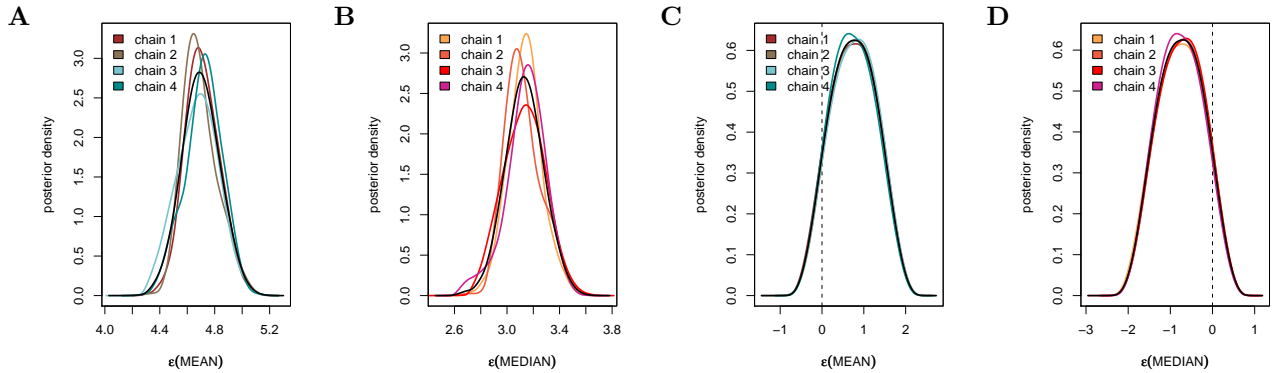 A
chain 1
chain 2
chain 3
chain 4
posterior density
0.0
0.5
1.0
1.5
2.0
2.5
3.0
4.0 4.4 4.8 5.2
ε(MEAN)
B
chain 1
chain 2
chain 3
chain 4
posterior density
0.0
0.5
1.0
1.5
2.0
2.5
3.0
2.6 3.0 3.4 3.8
ε(MEDIAN)
C
chain 1
chain 2
chain 3
chain 4
posterior density
0.0
0.1
0.2
0.3
0.4
0.5
0.6
−1 0 1 2
ε(MEAN)
D
chain 1
chain 2
chain 3
chain 4
posterior density
0.0
0.1
0.2
0.3
0.4
0.5
0.6
−3 −2 −1 0 1
ε(MEDIAN)